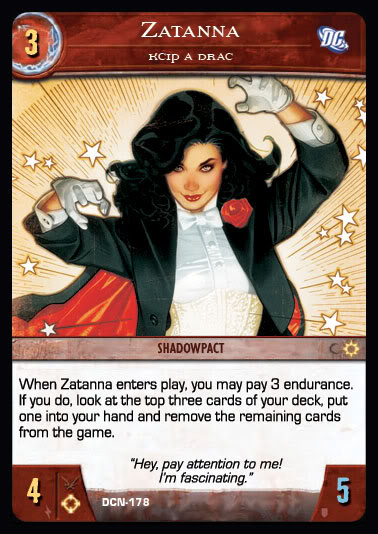 3
ZATANNA
KCIP A DRAC
DC
SHADOWPACT
C
When Zatanna enters play, you may pay 3 endurance.
If you do, look at the top three cards of your deck, put
one into your hand and remove the remaining cards
from the game.
“Hey, pay attention to me!
I’m fascinating.”
4
DCN-178
5